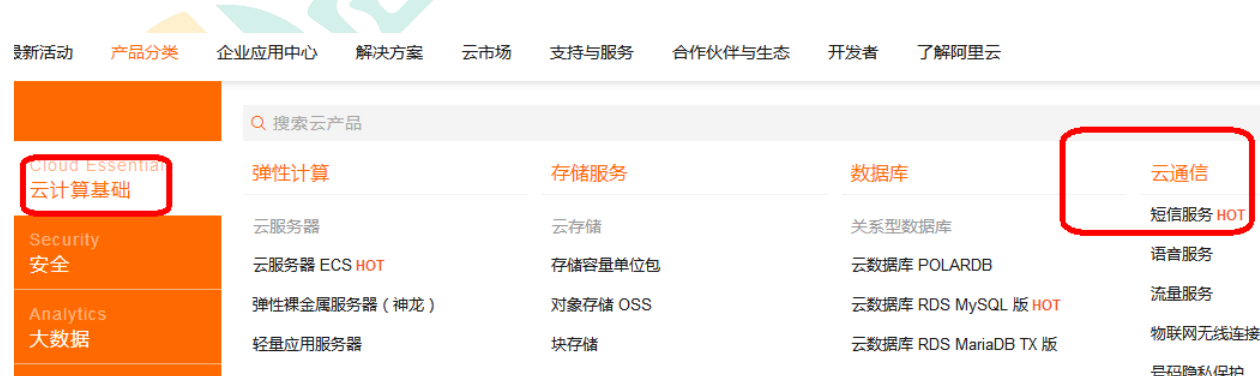 最新活动 产品分类 企业应用中心 解决方案 云市场 支持与服务 合作伙伴与生态 开发者 了解阿里云
搜索云产品
Cloud Essential
云计算基础
Security
安全
Analytics
大数据
弹性计算
云服务器
云服务器 ECS HOT
弹性裸金属服务器(神龙)
轻量应用服务器
存储服务
云存储
存储容量单位包
对象存储 OSS
块存储
数据库
关系型数据库
云数据库 POLARDB
云数据库 RDS MySQL 版 HOT
云数据库 RDS MariaDB TX 版
云通信
短信服务 HOT
语音服务
流量服务
物联网无线连接
号码隐私保护